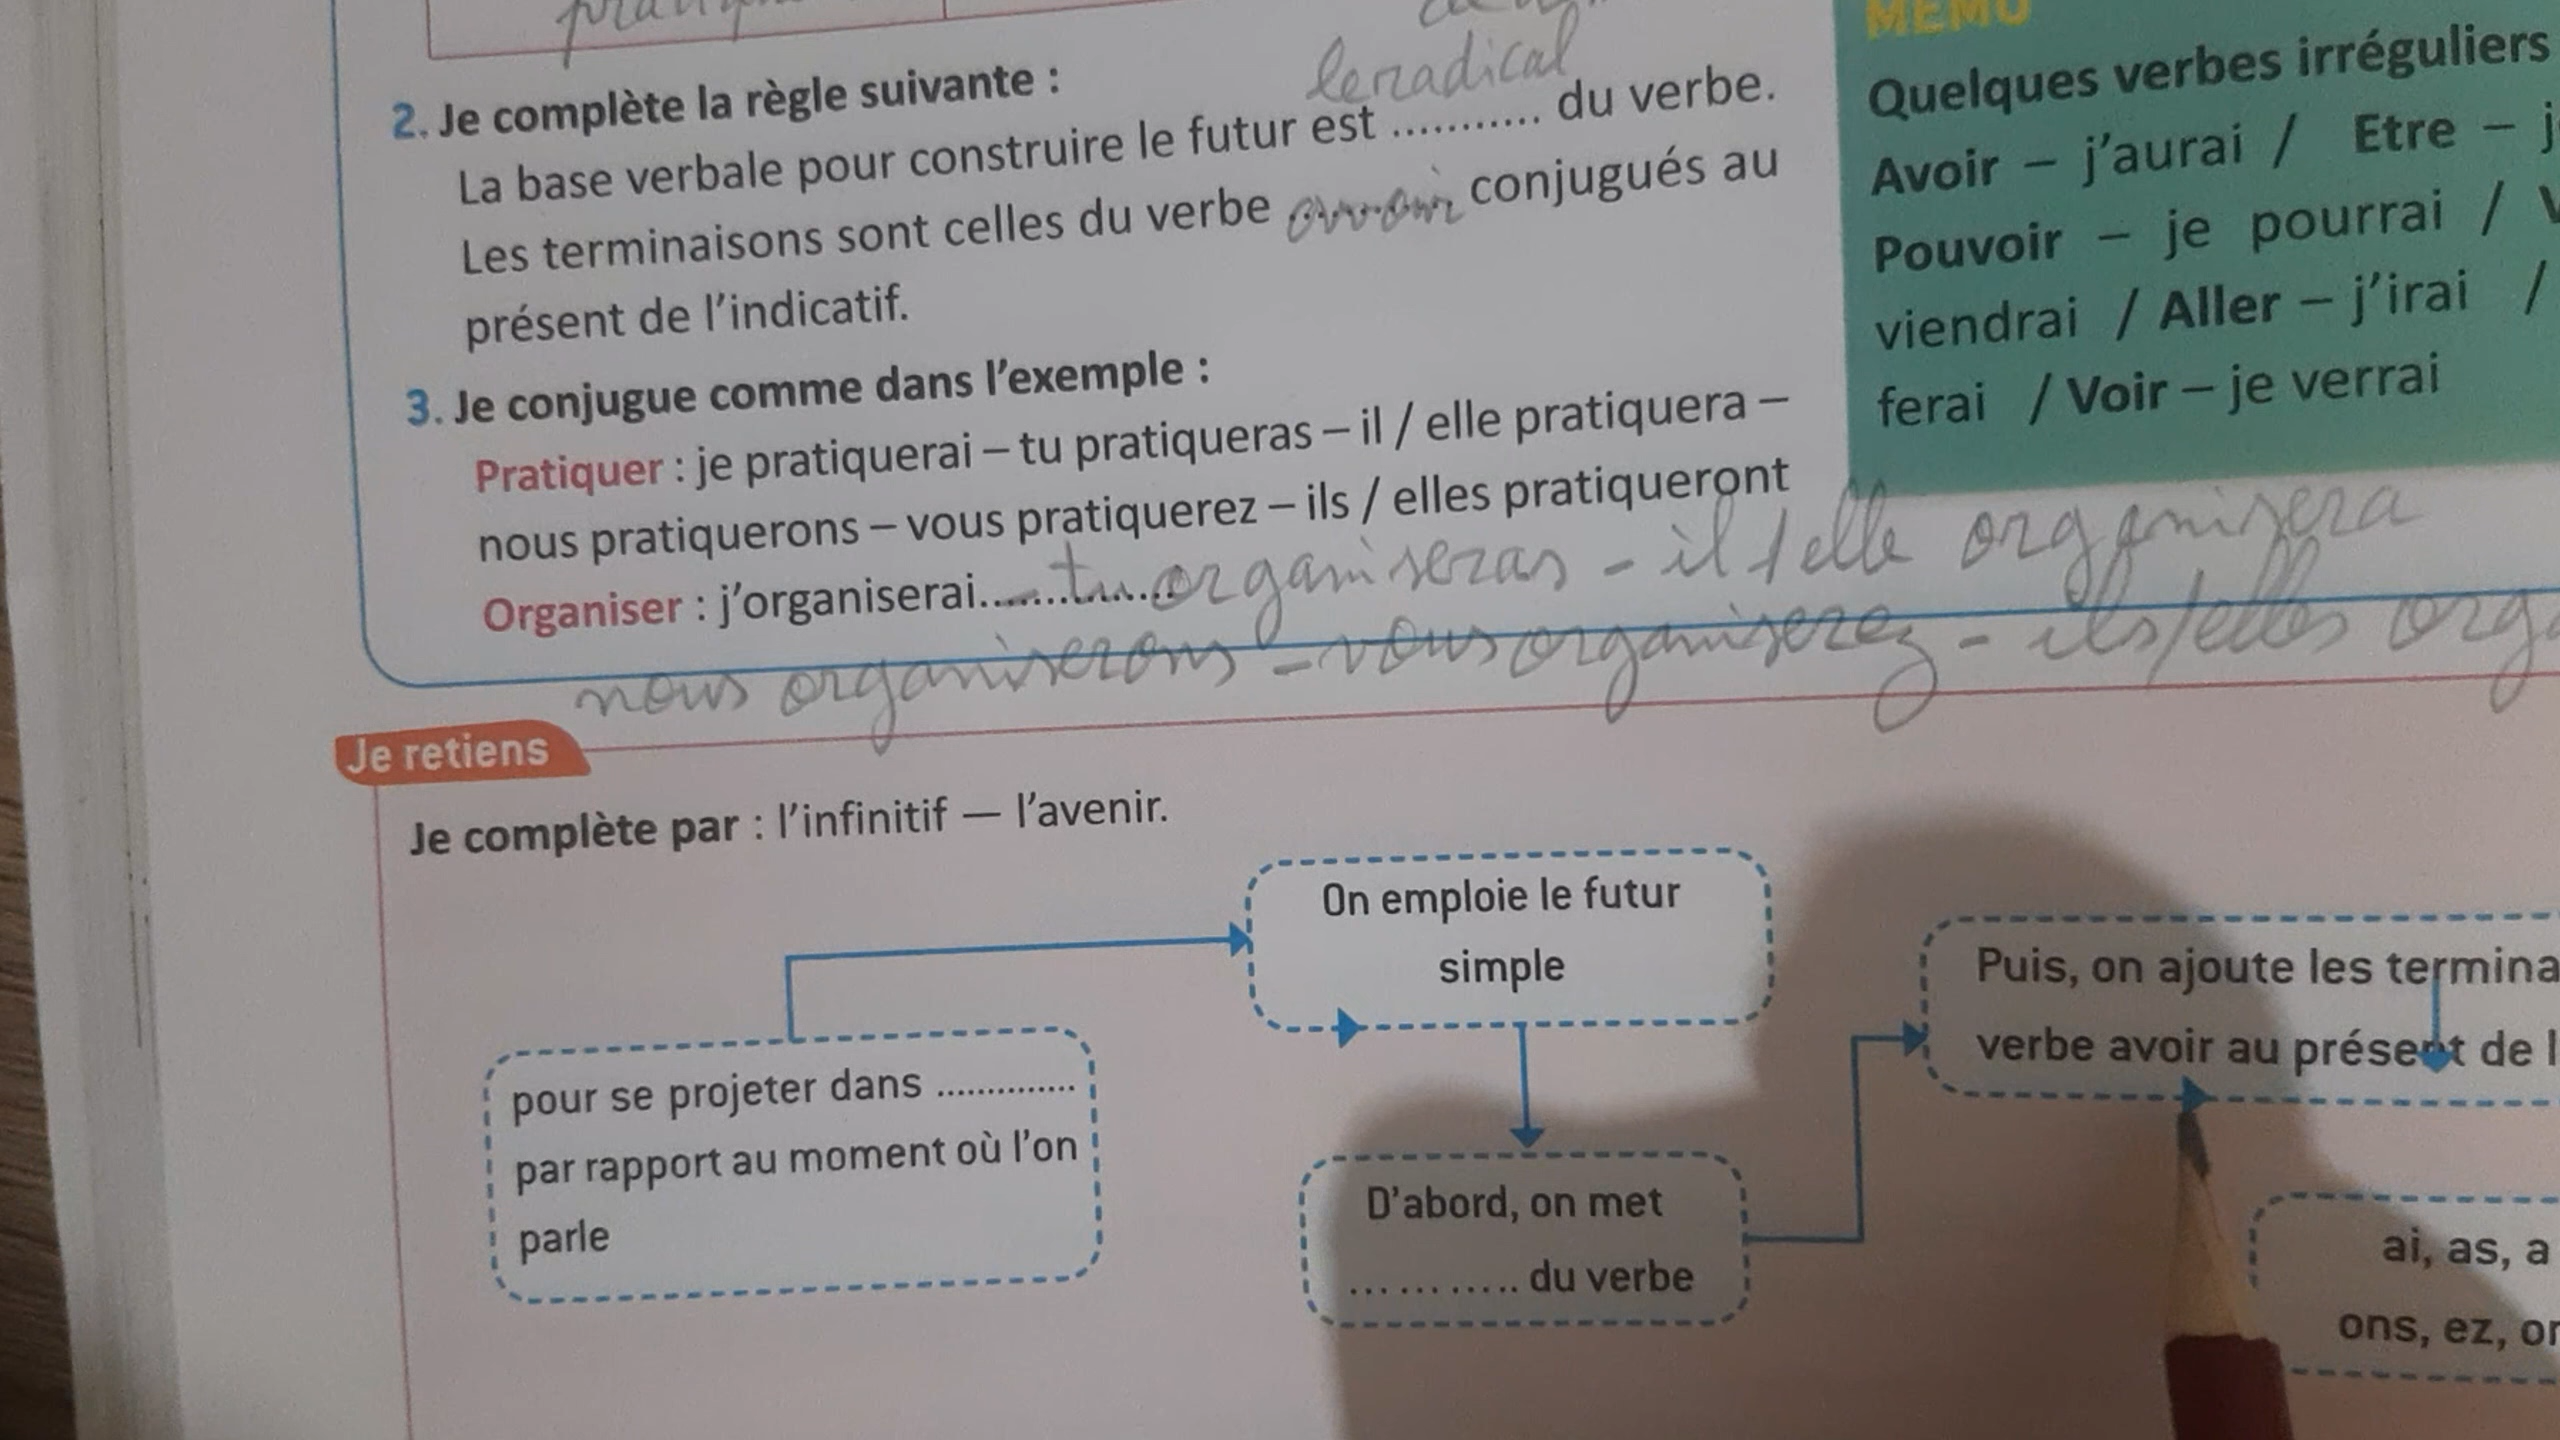 MEMO
le radical
2. Je complète la règle suivante :
La base verbale pour construire le futur est ........... du verbe.
Les terminaisons sont celles du verbe avoir conjugués au
présent de l'indicatif.
3. Je conjugue comme dans l'exemple :
Pratiquer : je pratiquerai – tu pratiqueras – il / elle pratiquera –
nous pratiquerons – vous pratiquerez – ils / elles pratiqueront
Organiser : j'organiserai.............. – tu organiseras – il / elle organisera
nous organiserons – vous organiserez – ils/elles
Quelques verbes irréguliers
Avoir – j'aurai / Etre –
Pouvoir – je pourrai /
viendrai / Aller – j'irai /
ferai / Voir – je verrai
Je retiens
Je complète par : l'infinitif — l'avenir.
On emploie le futur
simple
pour se projeter dans ..............
par rapport au moment où l'on
parle
D'abord, on met
........... du verbe
Puis, on ajoute les
verbe avoir au présent de
ai, as, a
ons, ez,